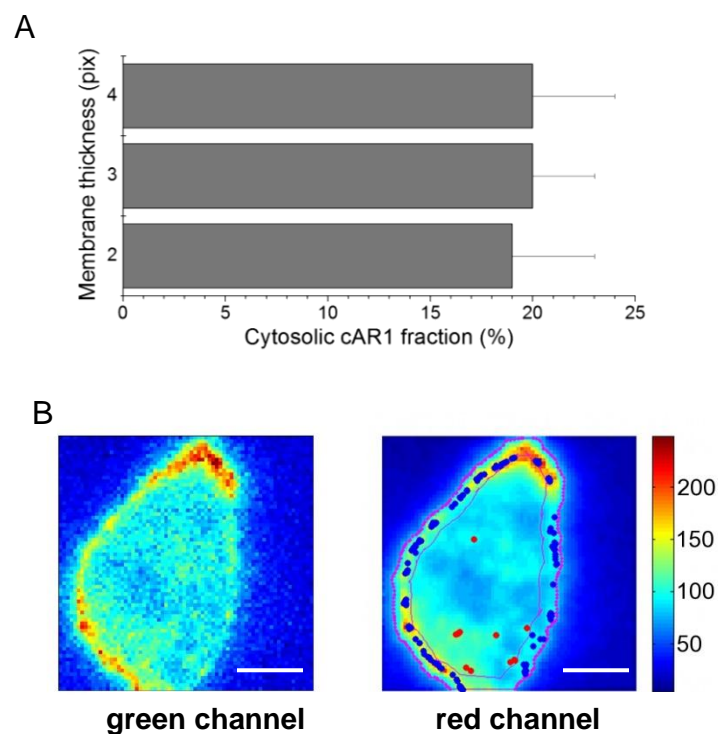 A
Membrane thickness (pix)
4
3
2
0 5 10 15 20 25
Cytosolic cAR1 fraction (%)
B
200
150
100
50
green channel red channel